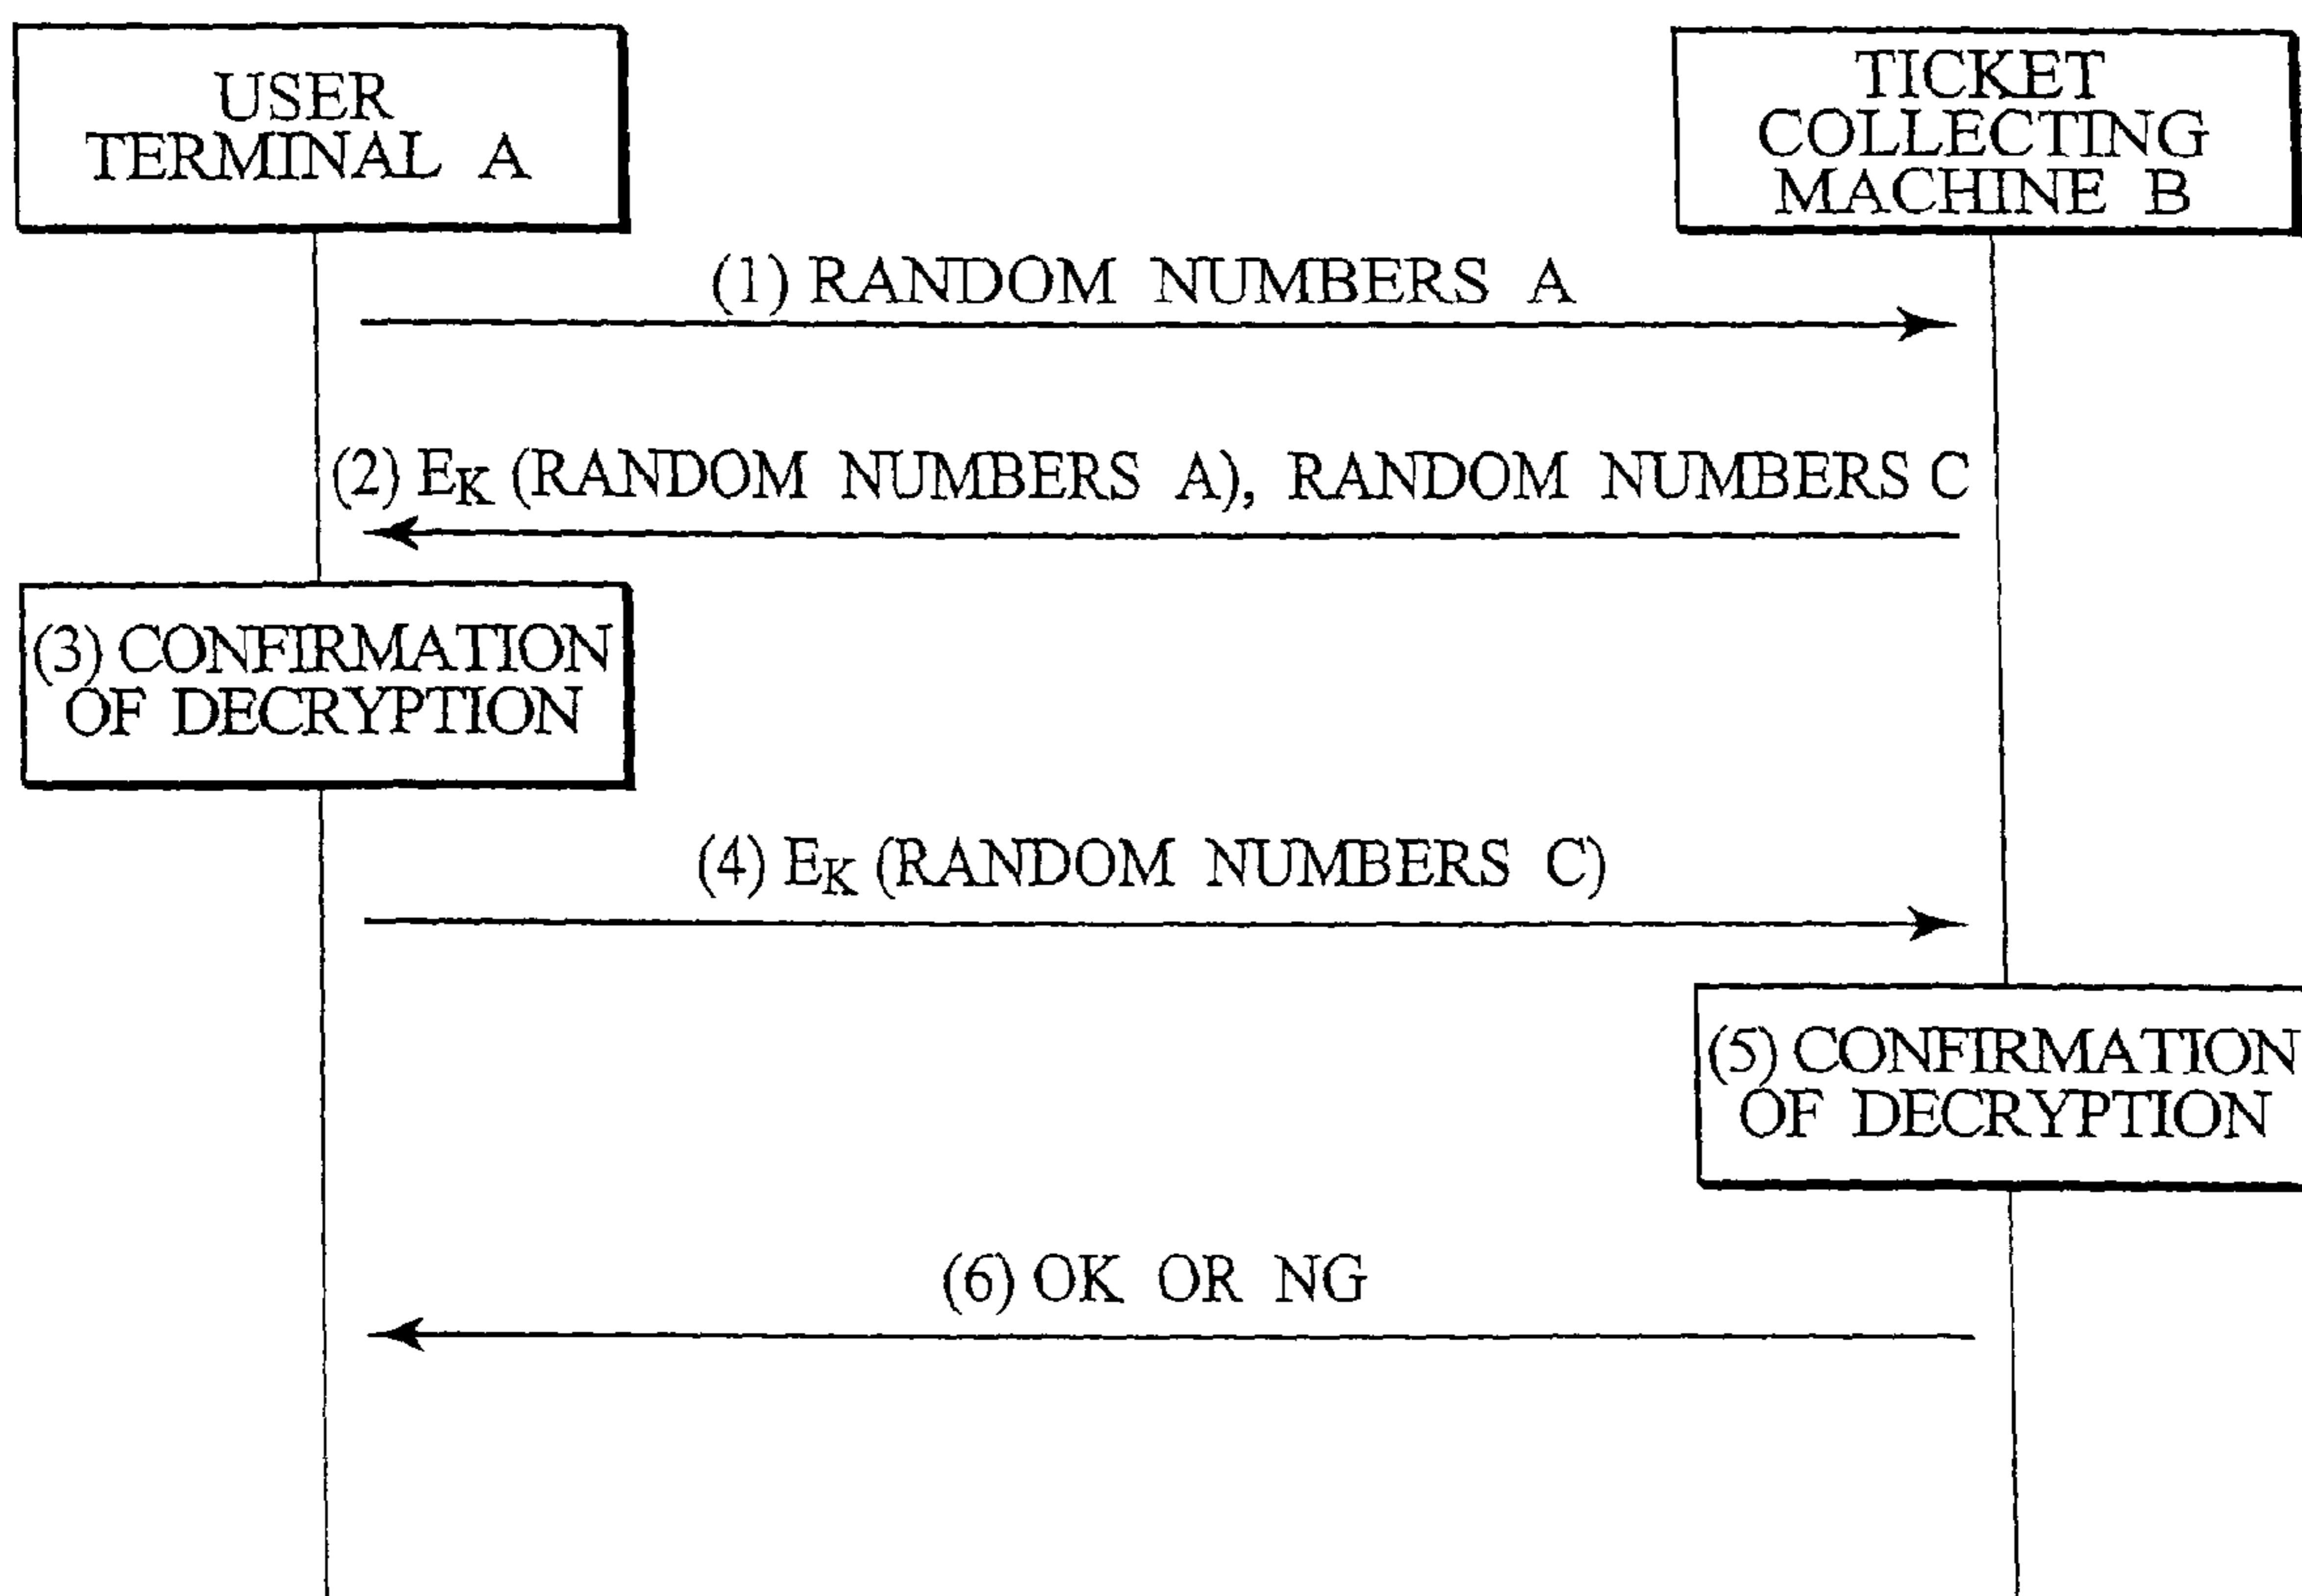 USER
TERMINAL A
TICKET
COLLECTING
MACHINE B
(1) RANDOM NUMBERS A
(2) EK (RANDOM NUMBERS A), RANDOM NUMBERS C
(3) CONFIRMATION
OF DECRYPTION
(4) EK (RANDOM NUMBERS C)
(5) CONFIRMATION
OF DECRYPTION
(6) OK OR NG